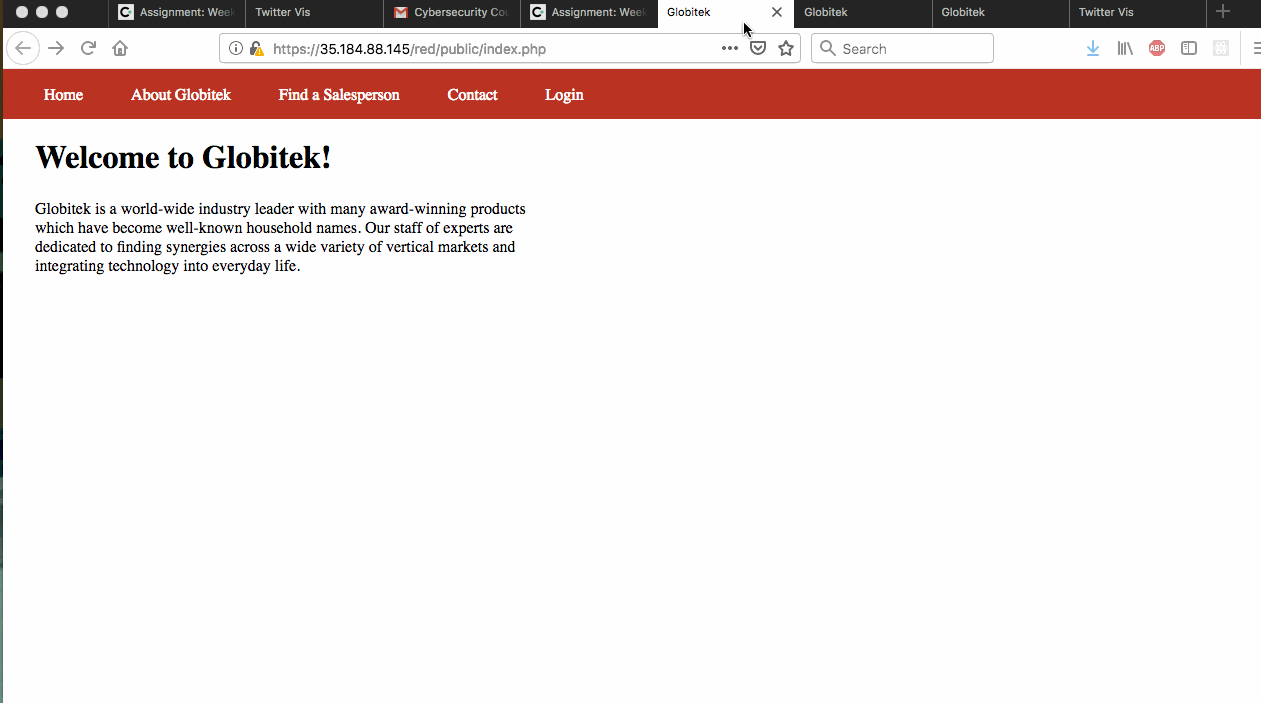 Assignment: Week
Twitter Vis
Cybersecurity Cou
Assignment: Week
Globitek
Globitek
Globitek
Twitter Vis
https://35.184.88.145/red/public/index.php
Search
ABP
Home
About Globitek
Find a Salesperson
Contact
Login
Welcome to Globitek!
Globitek is a world-wide industry leader with many award-winning products
which have become well-known household names. Our staff of experts are
dedicated to finding synergies across a wide variety of vertical markets and
integrating technology into everyday life.